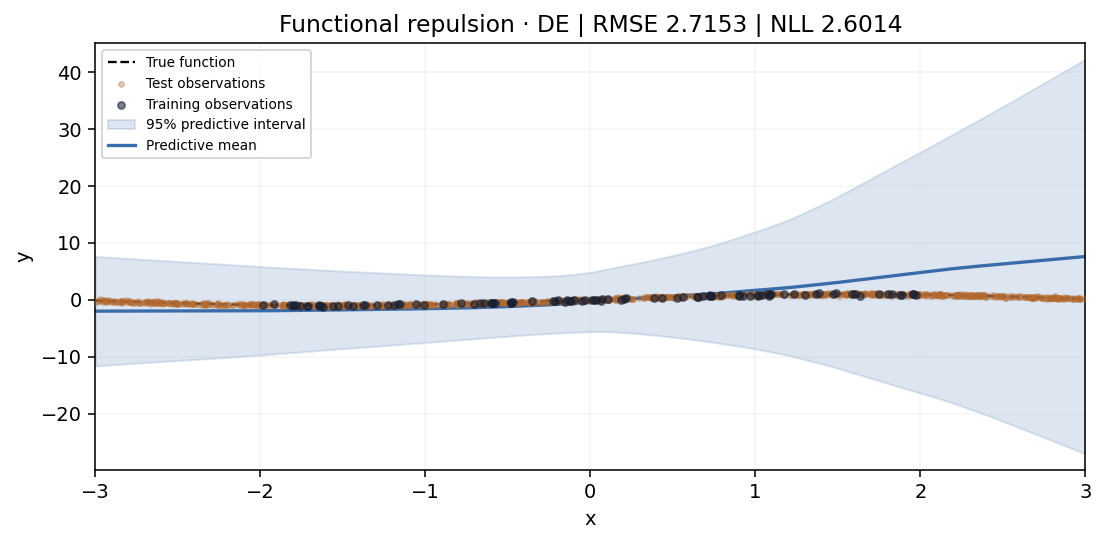 Functional repulsion · DE | RMSE 2.7153 | NLL 2.6014
True function
Test observations
Training observations
95% predictive interval
Predictive mean
y
40
30
20
10
0
−10
−20
−3 −2 −1 0 1 2 3
x